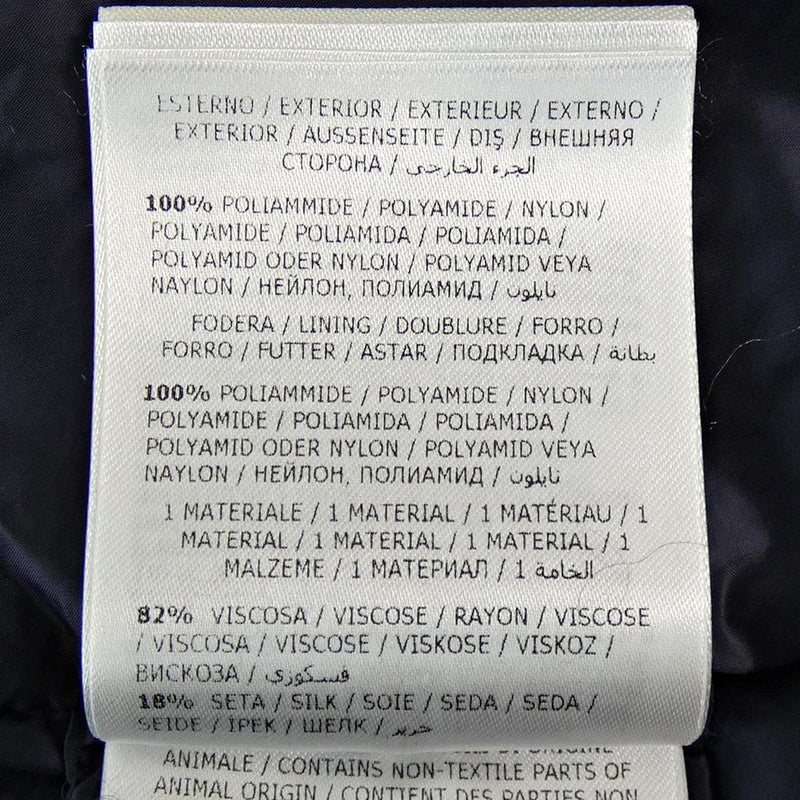 ESTERNO / EXTERIOR / EXTERIEUR / EXTERNO /
EXTERIOR / AUSSENSEITE / DIŞ / ВНЕШНЯЯ
СТОРОНА / الجزء الخارجي
100% POLIAMMIDE / POLYAMIDE / NYLON /
POLYAMIDE / POLIAMIDA / POLIAMIDA /
POLYAMID ODER NYLON / POLYAMID VEYA
NAYLON / НЕЙЛОН, ПОЛИАМИД / نايلون
FODERA / LINING / DOUBLURE / FORRO /
FORRO / FUTTER / ASTAR / ПОДКЛАДКА / بطانة
100% POLIAMMIDE / POLYAMIDE / NYLON /
POLYAMIDE / POLIAMIDA / POLIAMIDA /
POLYAMID ODER NYLON / POLYAMID VEYA
NAYLON / НЕЙЛОН, ПОЛИАМИД / نايلون
1 MATERIALE / 1 MATERIAL / 1 MATÉRIAU / 1
MATERIAL / 1 MATERIAL / 1 MATERIAL / 1
MALZEME / 1 МАТЕРИАЛ / 1 الخامة
82% VISCOSA / VISCOSE / RAYON / VISCOSE
/ VISCOSA / VISCOSE / VISKOSE / VISKOZ /
ВИСКОЗА / فسكوزي
18% SETA / SILK / SOIE / SEDA / SEDA /
SEIDE / İPEK / ШЕЛК / حرير
ANIMALE / CONTAINS NON-TEXTILE PARTS OF
ANIMAL ORIGIN / CONTIENT DES PARTIES NON